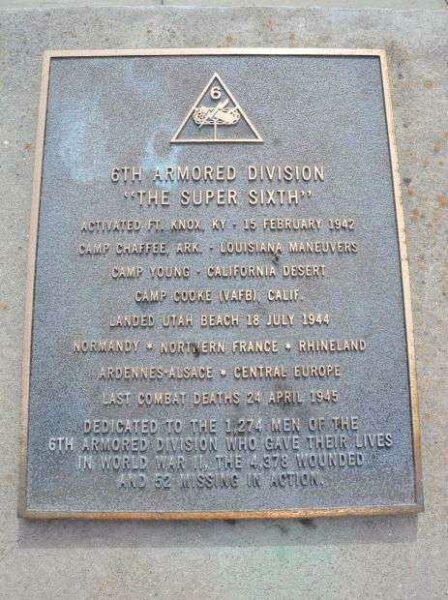 6
6TH ARMORED DIVISION
"THE SUPER SIXTH"
ACTIVATED FT. KNOX, KY - 15 FEBRUARY 1942
CAMP CHAFFEE, ARK. - LOUISIANA MANEUVERS
CAMP YOUNG - CALIFORNIA DESERT
CAMP COOKE (VAFB), CALIF.
LANDED UTAH BEACH 18 JULY 1944
NORMANDY * NORTHERN FRANCE * RHINELAND
ARDENNES-ALSACE * CENTRAL EUROPE
LAST COMBAT DEATHS 24 APRIL 1945
DEDICATED TO THE 1,274 MEN OF THE
6TH ARMORED DIVISION WHO GAVE THEIR LIVES
IN WORLD WAR II, THE 4,378 WOUNDED
AND 52 MISSING IN ACTION.